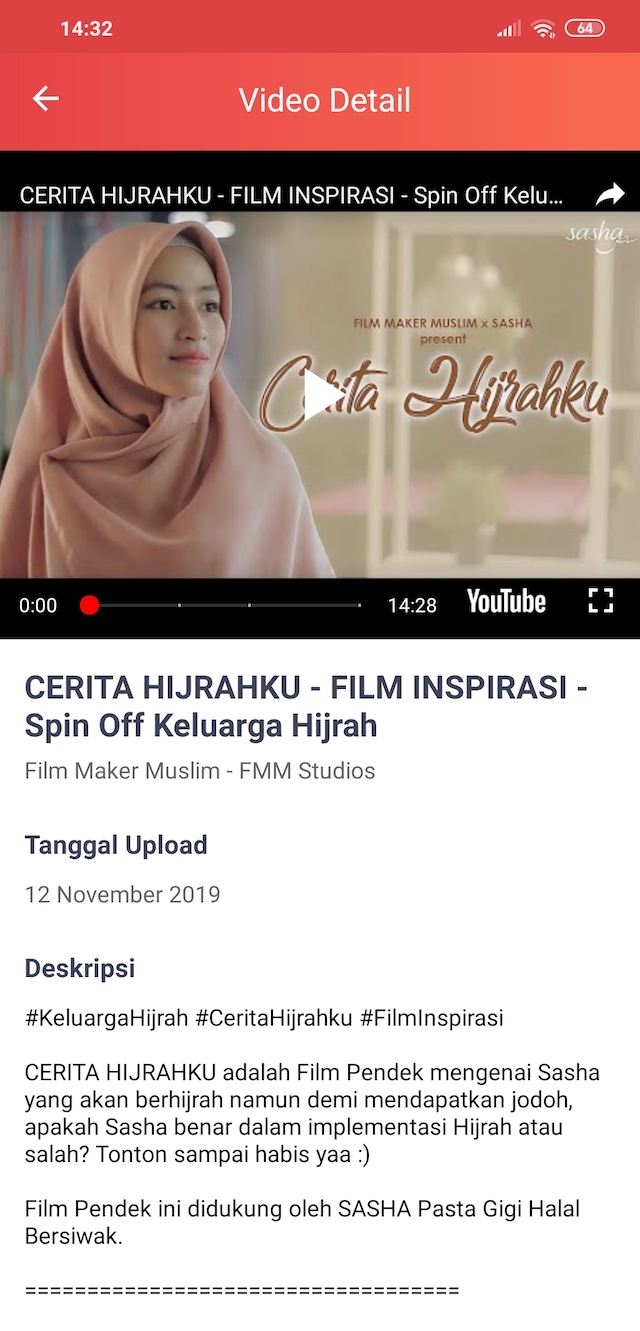 14:32
64
Video Detail
CERITA HIJRAHKU - FILM INSPIRASI - Spin Off Kelu...
sasha
FILM MAKER MUSLIM x SASHA
present
Cerita Hijrahku
0:00
14:28
YouTube
CERITA HIJRAHKU - FILM INSPIRASI -
Spin Off Keluarga Hijrah
Film Maker Muslim - FMM Studios
Tanggal Upload
12 November 2019
Deskripsi
#KeluargaHijrah #CeritaHijrahku #FilmInspirasi
CERITA HIJRAHKU adalah Film Pendek mengenai Sasha
yang akan berhijrah namun demi mendapatkan jodoh,
apakah Sasha benar dalam implementasi Hijrah atau
salah? Tonton sampai habis yaa :)
Film Pendek ini didukung oleh SASHA Pasta Gigi Halal
Bersiwak.
===================================